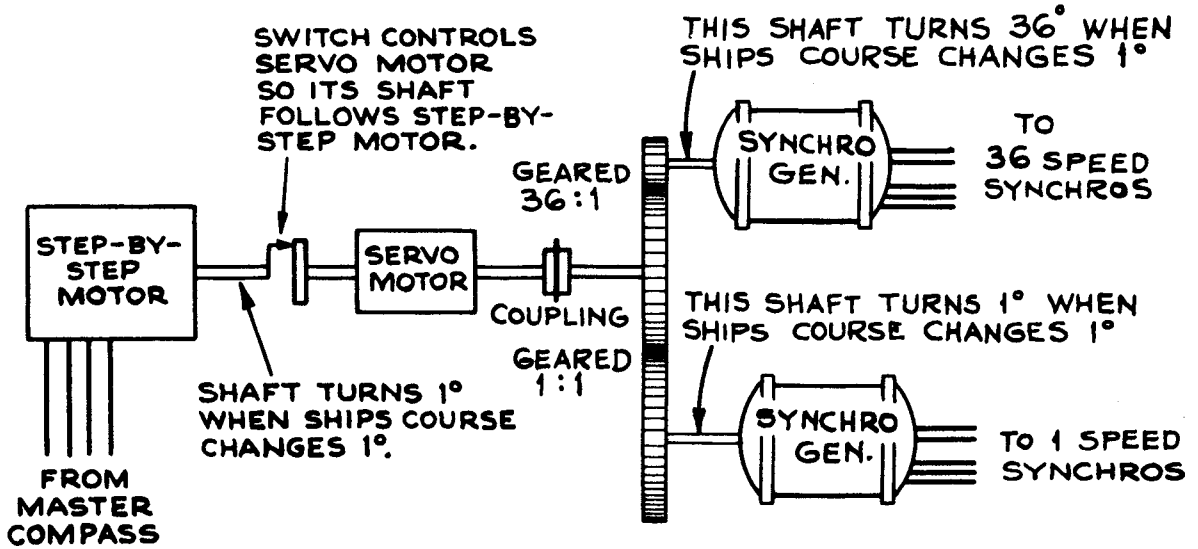 SWITCH CONTROLS
SERVO MOTOR
SO ITS SHAFT
FOLLOWS STEP-BY-
STEP MOTOR.
THIS SHAFT TURNS 36° WHEN
SHIPS COURSE CHANGES 1°
GEARED
36:1
SYNCHRO
GEN.
TO
36 SPEED
SYNCHROS
STEP-BY-
STEP
MOTOR
SERVO
MOTOR
COUPLING
GEARED
1:1
THIS SHAFT TURNS 1° WHEN
SHIPS COURSE CHANGES 1°
SHAFT TURNS 1°
WHEN SHIPS COURSE
CHANGES 1°.
SYNCHRO
GEN.
TO 1 SPEED
SYNCHROS
FROM
MASTER
COMPASS